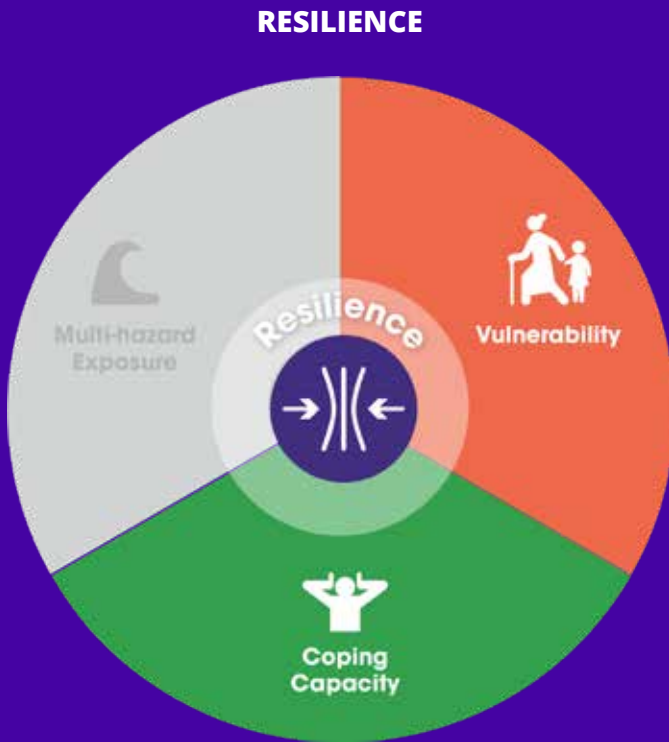 RESILIENCE
Multi-hazard
Exposure
Resilience
Vulnerability
Coping
Capacity